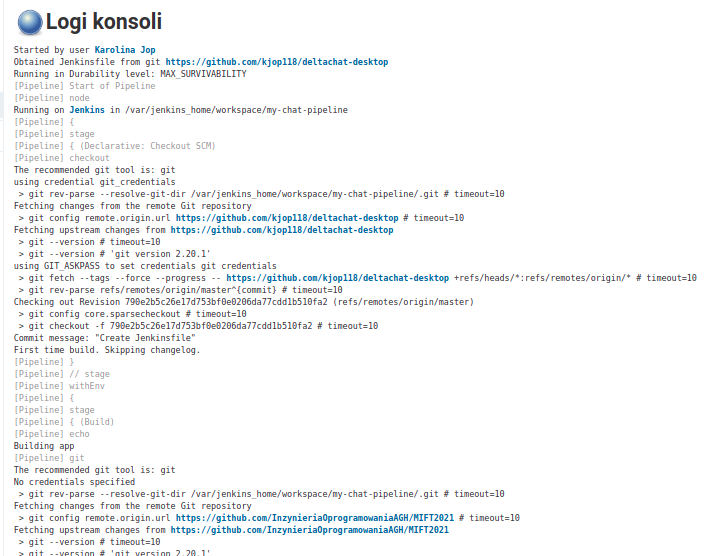 Logi konsoli
Started by user Karolina Jop
Obtained Jenkinsfile from git https://github.com/kjop118/deltachat-desktop
Running in Durability level: MAX_SURVIVABILITY
[Pipeline] Start of Pipeline
[Pipeline] node
Running on Jenkins in /var/jenkins_home/workspace/my-chat-pipeline
[Pipeline] {
[Pipeline] stage
[Pipeline] { (Declarative: Checkout SCM)
[Pipeline] checkout
The recommended git tool is: git
using credential git_credentials
 > git rev-parse --resolve-git-dir /var/jenkins_home/workspace/my-chat-pipeline/.git # timeout=10
Fetching changes from the remote Git repository
 > git config remote.origin.url https://github.com/kjop118/deltachat-desktop # timeout=10
Fetching upstream changes from https://github.com/kjop118/deltachat-desktop
 > git --version # timeout=10
 > git --version # 'git version 2.20.1'
using GIT_ASKPASS to set credentials git credentials
 > git fetch --tags --force --progress -- https://github.com/kjop118/deltachat-desktop +refs/heads/*:refs/remotes/origin/* # timeout=10
 > git rev-parse refs/remotes/origin/master^{commit} # timeout=10
Checking out Revision 790e2b5c26e17d753bf0e0206da77cdd1b510fa2 (refs/remotes/origin/master)
 > git config core.sparsecheckout # timeout=10
 > git checkout -f 790e2b5c26e17d753bf0e0206da77cdd1b510fa2 # timeout=10
Commit message: "Create Jenkinsfile"
First time build. Skipping changelog.
[Pipeline] }
[Pipeline] // stage
[Pipeline] withEnv
[Pipeline] {
[Pipeline] stage
[Pipeline] { (Build)
[Pipeline] echo
Building app
[Pipeline] git
The recommended git tool is: git
No credentials specified
 > git rev-parse --resolve-git-dir /var/jenkins_home/workspace/my-chat-pipeline/.git # timeout=10
Fetching changes from the remote Git repository
 > git config remote.origin.url https://github.com/InzynieriaOprogramowaniaAGH/MIFT2021 # timeout=10
Fetching upstream changes from https://github.com/InzynieriaOprogramowaniaAGH/MIFT2021
 > git --version # timeout=10
 > git --version # 'git version 2.20.1'